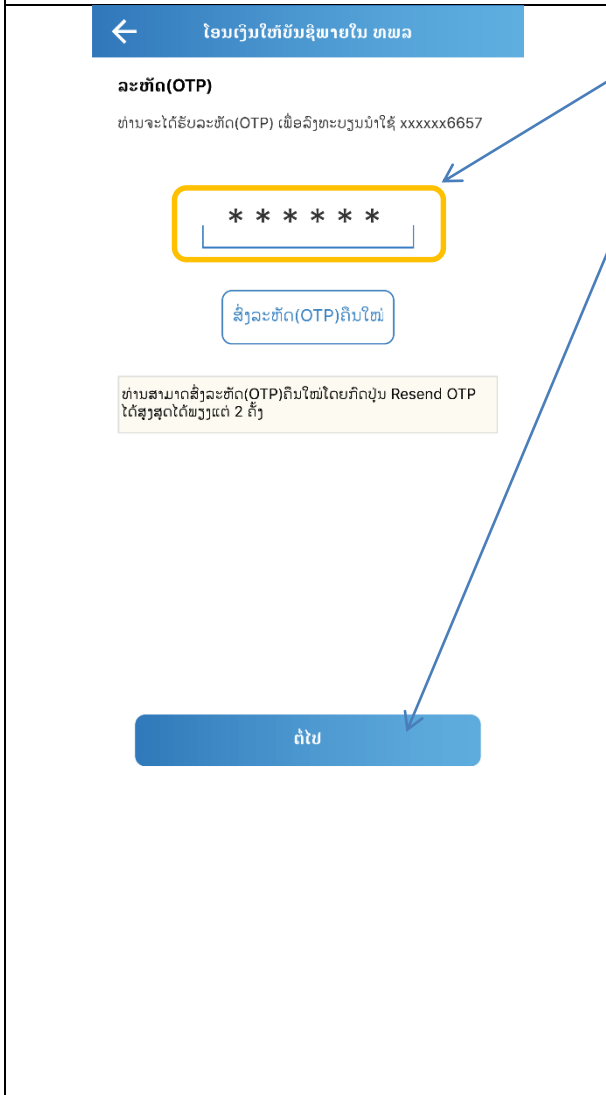 ໂອນເງິນໃຫ້ບັນຊີພາຍໃນ ທພລ
ລະຫັດ(OTP)
ທ່ານຈະໄດ້ຮັບລະຫັດ(OTP) ເພື່ອລົງທະບຽນນຳໃຊ້ xxxxxx6657
* * * * * *
ສົ່ງລະຫັດ(OTP)ຄືນໃໝ່
ທ່ານສາມາດສົ່ງລະຫັດ(OTP)ຄືນໃໝ່ໂດຍກົດປຸ່ນ Resend OTP
ໄດ້ສູງສຸດໄດ້ພຽງແຕ່ 2 ຄັ້ງ
ຕໍ່ໄປ